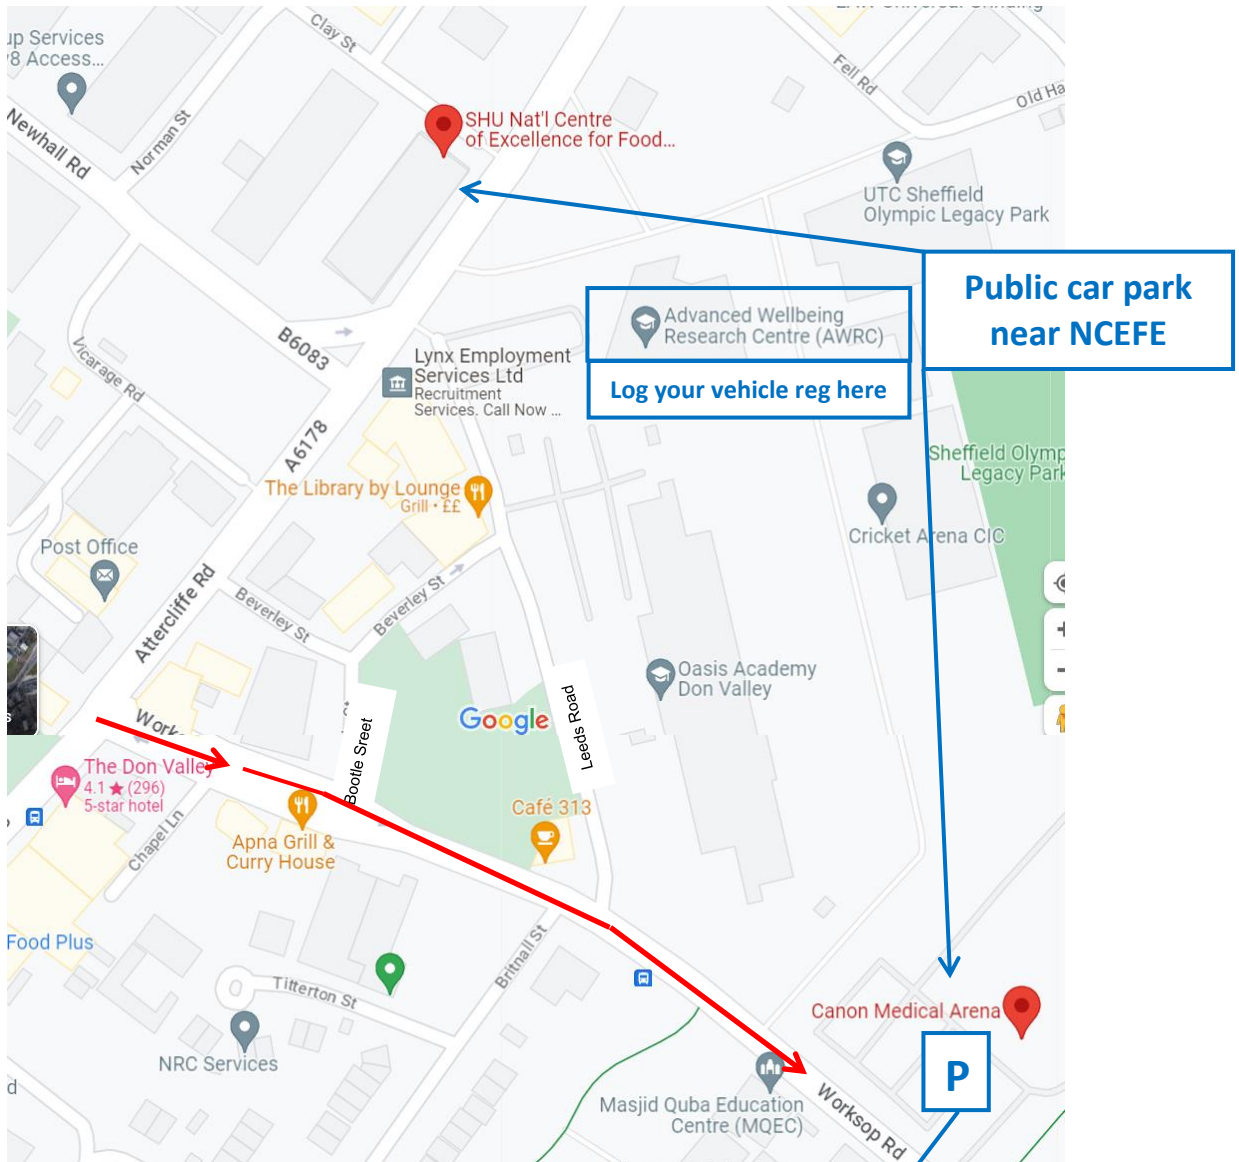 up Services
v8 Access...
Clay St
Norman St
Newhall Rd
SHU Nat'l Centre
of Excellence for Food...
Fell Rd
Old Ha
UTC Sheffield
Olympic Legacy Park
Public car park
near NCEFE
Advanced Wellbeing
Research Centre (AWRC)
Log your vehicle reg here
B6083
Vicarage Rd
Lynx Employment
Services Ltd
Recruitment
Services. Call Now ...
A6178
The Library by Lounge
Grill • ££
Sheffield Olymp
Legacy Park
Cricket Arena CIC
Post Office
Attercliffe Rd
Beverley St
Beverley St
Oasis Academy
Don Valley
Leeds Road
Google
Bootle Sreet
Work
s
The Don Valley
4.1 ★ (296)
5-star hotel
Chapel Ln
Apna Grill &
Curry House
Café 313
Food Plus
Britnall St
Titterton St
NRC Services
d
Canon Medical Arena
P
Masjid Quba Education
Centre (MQEC)
Worksop Rd